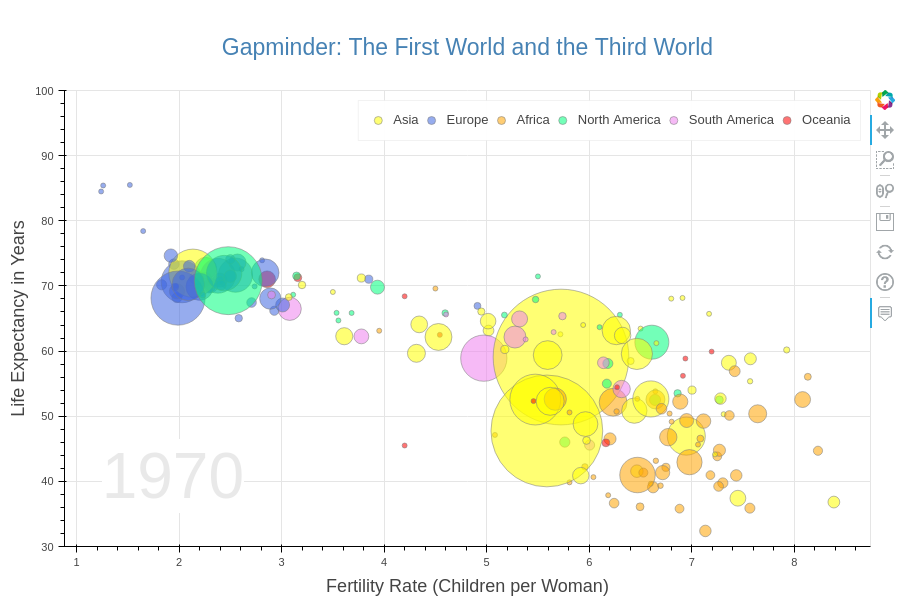 Gapminder: The First World and the Third World
Asia Europe Africa North America South America Oceania
100
90
80
70
60
50
40
30
Life Expectancy in Years
1970
1 2 3 4 5 6 7 8
Fertility Rate (Children per Woman)